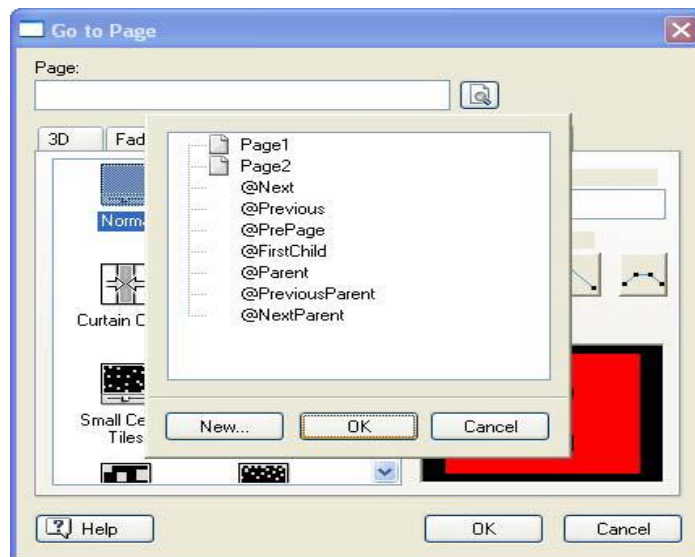 Go to Page
Page:
3D Fad
Page1
Page2
@Next
@Previous
@PrePage
@FirstChild
@Parent
@PreviousParent
@NextParent
Norma
Curtain C
Small Ce
Tiles
New... OK Cancel
Help OK Cancel